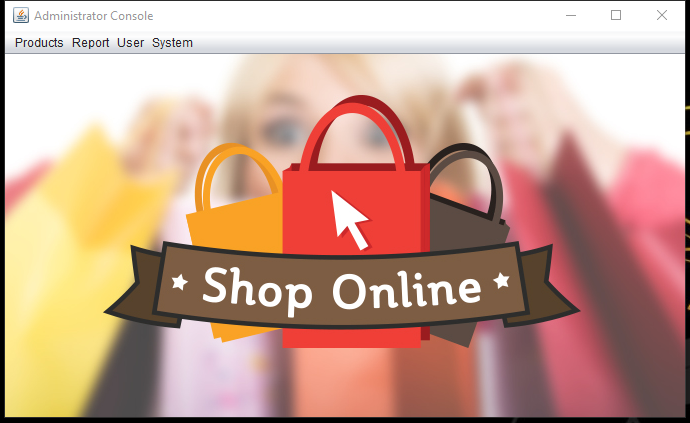 Administrator Console
Products Report User System
Shop Online